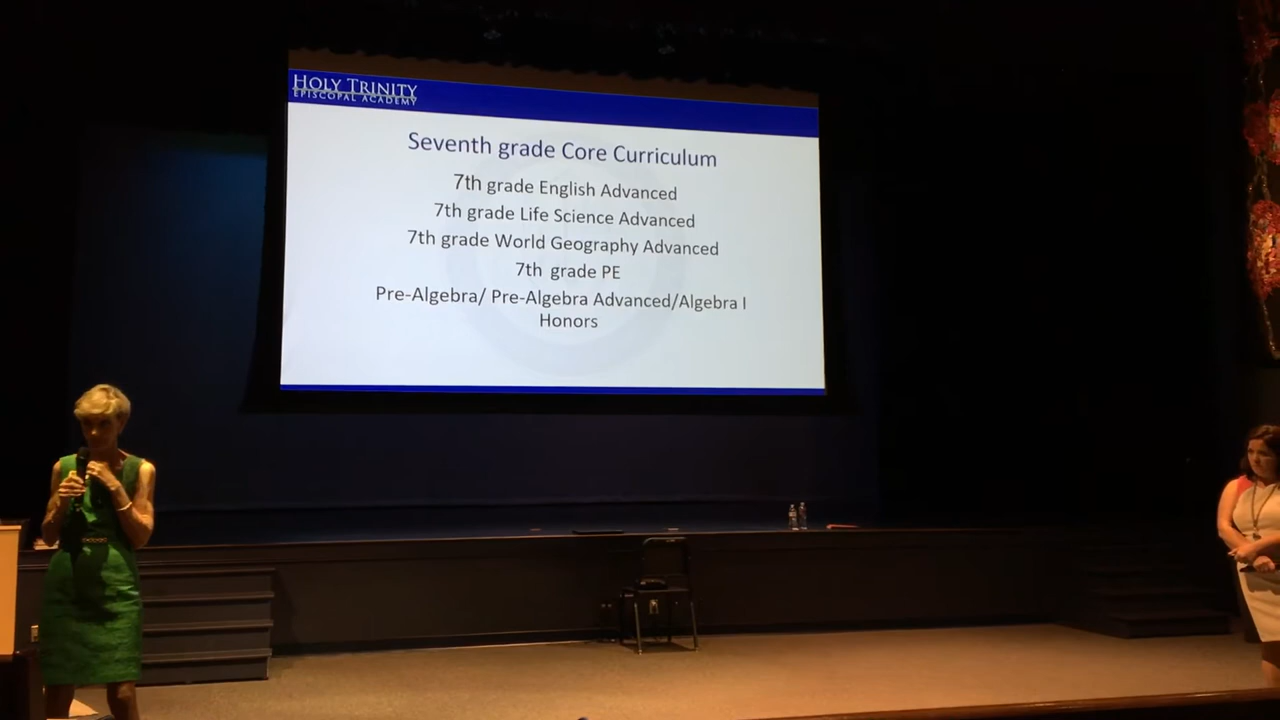 HOLY TRINITY
EPISCOPAL ACADEMY
Seventh grade Core Curriculum
7th grade English Advanced
7th grade Life Science Advanced
7th grade World Geography Advanced
7th grade PE
Pre-Algebra/ Pre-Algebra Advanced/Algebra I
Honors